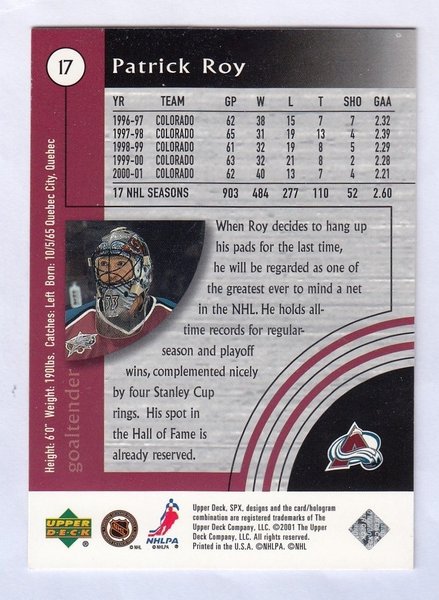 17
Patrick Roy
YR TEAM GP W L T SHO GAA
1996-97 COLORADO 62 38 15 7 7 2.32
1997-98 COLORADO 65 31 19 13 4 2.39
1998-99 COLORADO 61 32 19 8 5 2.29
1999-00 COLORADO 63 32 21 8 2 2.28
2000-01 COLORADO 62 40 13 7 4 2.21
17 NHL SEASONS 903 484 277 110 52 2.60
When Roy decides to hang up
his pads for the last time,
he will be regarded as one of
the greatest ever to mind a net
in the NHL. He holds all-
time records for regular-
season and playoff
wins, complemented nicely
by four Stanley Cup
rings. His spot in
the Hall of Fame is
already reserved.
Height: 6'0" Weight: 190lbs. Catches: Left Born: 10/5/65 Quebec City, Quebec
goaltender
33
UPPER
DECK
NHL
NHLPA
Upper Deck, SPX, designs and the card/hologram
combination are registered trademarks of The
Upper Deck Company, LLC. ©2001 The Upper
Deck Company, LLC. All rights reserved.
Printed in the U.S.A. ©NHLPA. ©NHL